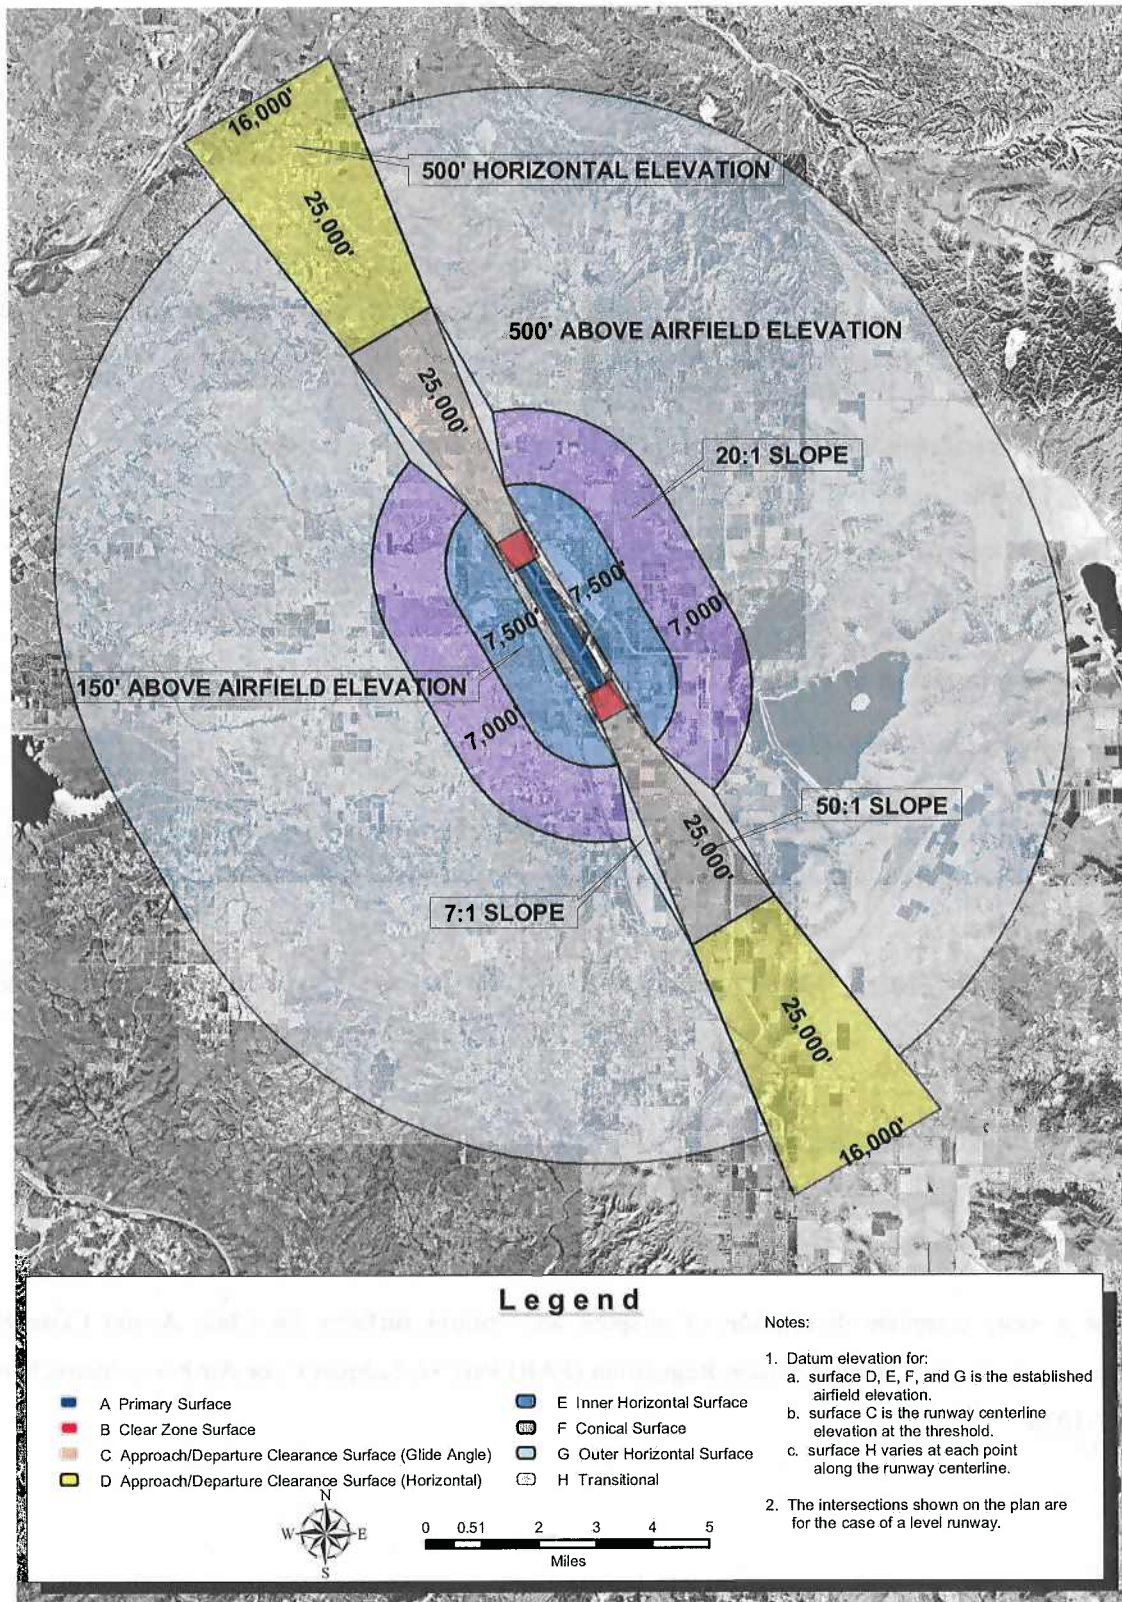 16,000'
500' HORIZONTAL ELEVATION
25,000'
500' ABOVE AIRFIELD ELEVATION
25,000'
20:1 SLOPE
7,500'
7,500'
7,000'
150' ABOVE AIRFIELD ELEVATION
7,000'
50:1 SLOPE
25,000'
7:1 SLOPE
25,000'
16,000'
Legend
A Primary Surface
B Clear Zone Surface
C Approach/Departure Clearance Surface (Glide Angle)
D Approach/Departure Clearance Surface (Horizontal)
E Inner Horizontal Surface
F Conical Surface
G Outer Horizontal Surface
H Transitional
N
W
E
S
0 0.51 2 3 4 5
Miles
Notes:
1. Datum elevation for:
a. surface D, E, F, and G is the established
airfield elevation.
b. surface C is the runway centerline
elevation at the threshold.
c. surface H varies at each point
along the runway centerline.
2. The intersections shown on the plan are
for the case of a level runway.